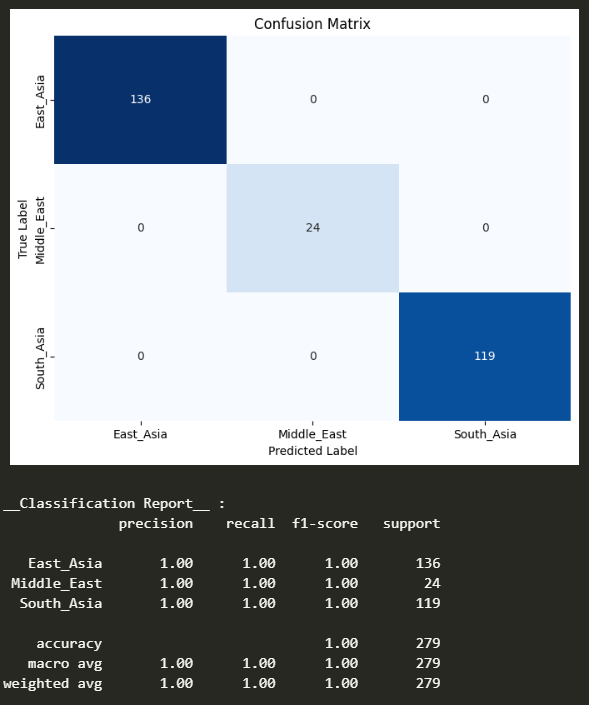 Confusion Matrix
East_Asia
136
0
0
True Label
Middle_East
0
24
0
South_Asia
0
0
119
East_Asia
Middle_East
South_Asia
Predicted Label
__Classification Report__ :
precision recall f1-score support
East_Asia 1.00 1.00 1.00 136
Middle_East 1.00 1.00 1.00 24
South_Asia 1.00 1.00 1.00 119
accuracy 1.00 279
macro avg 1.00 1.00 1.00 279
weighted avg 1.00 1.00 1.00 279